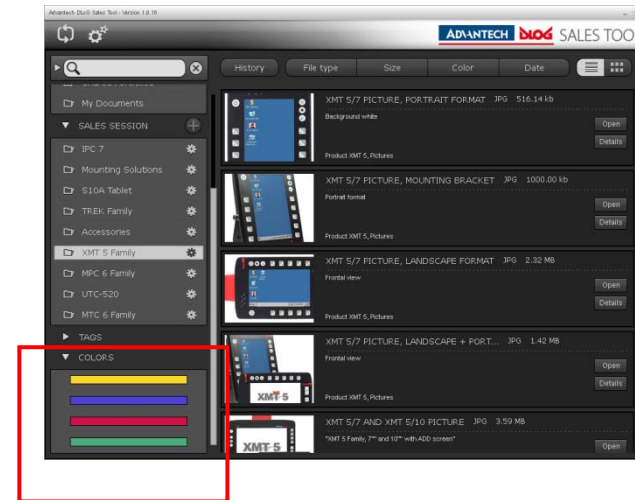 Advantech DLoG Sales Tool - Version 1.0.19
ADVANTECH DLOG SALES TOO
History File type Size Color Date
My Documents
SALES SESSION
IPC 7
Mounting Solutions
S10A Tablet
TREK Family
Accessories
XMT 5 Family
MPC 6 Family
UTC-520
MTC 6 Family
TAGS
COLORS
XMT 5/7 PICTURE, PORTRAIT FORMAT JPG 516.14 kb
Background white
Open
Details
Product XMT 5, Pictures
XMT 5/7 PICTURE, MOUNTING BRACKET JPG 1000.00 kb
Portrait format
Open
Details
Product XMT 5, Pictures
XMT 5/7 PICTURE, LANDSCAPE FORMAT JPG 2.32 MB
Frontal view
Open
Details
Product XMT 5, Pictures
XMT 5/7 PICTURE, LANDSCAPE + PORT... JPG 1.42 MB
Frontal view
Open
Details
XMT 5
Product XMT 5, Pictures
XMT 5/7 AND XMT 5/10 PICTURE JPG 3.59 MB
"XMT 5 Family, 7"" and 10"" with ADD screen"
Open
XMT 5